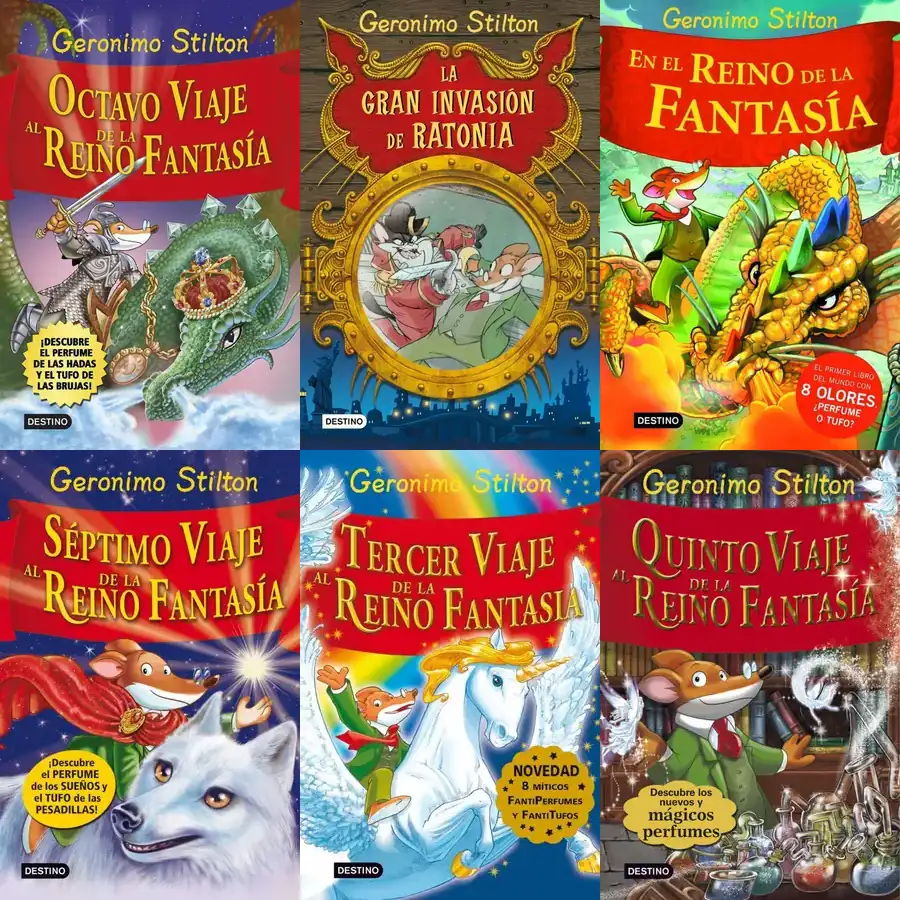 Geronimo Stilton
OCTAVO VIAJE
AL DE LA
REINO FANTASÍA
¡DESCUBRE
EL PERFUME
DE LAS HADAS
Y EL TUFO DE
LAS BRUJAS!
DESTINO
Geronimo Stilton
LA
GRAN INVASIÓN
DE RATONIA
DESTINO
Geronimo Stilton
EN EL REINO DE LA
FANTASÍA
EL PRIMER LIBRO
DEL MUNDO CON
8 OLORES
¿PERFUME
O TUFO?
DESTINO
Geronimo Stilton
SÉPTIMO VIAJE
AL DE LA
REINO FANTASÍA
¡Descubre
el PERFUME
de los SUEÑOS y
el TUFO de las
PESADILLAS!
DESTINO
Geronimo Stilton
TERCER VIAJE
AL DE LA
REINO FANTASIA
NOVEDAD
8 MÍTICOS
FANTIPERFUMES
Y FANTITUFOS
DESTINO
Geronimo Stilton
QUINTO VIAJE
AL DE LA
REINO FANTASÍA
Descubre los
nuevos y
mágicos
perfumes
DESTINO